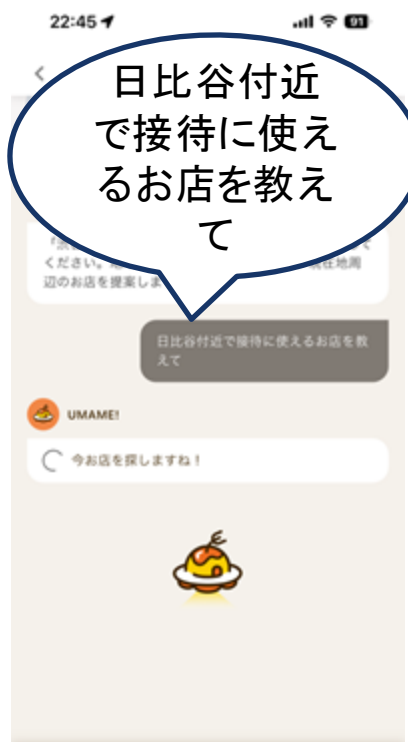 22:45
91
日比谷付近
で接待に使え
るお店を教え
て
ください。
辺のお店を提案しま
日比谷付近で接待に使えるお店を教
えて
UMAME!
今お店を探しますね！